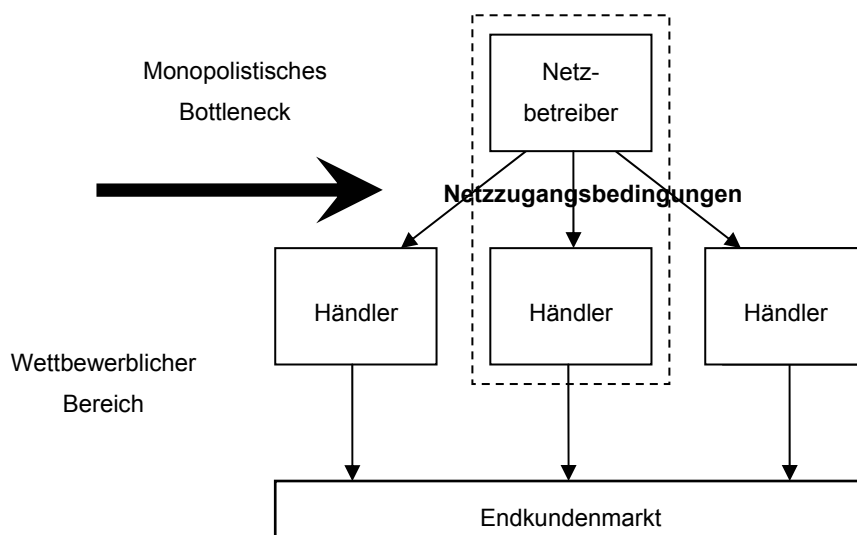 Monopolistisches
Bottleneck
Netz-
betreiber
Netzzugangsbedingungen
Händler
Händler
Händler
Wettbewerblicher
Bereich
Endkundenmarkt